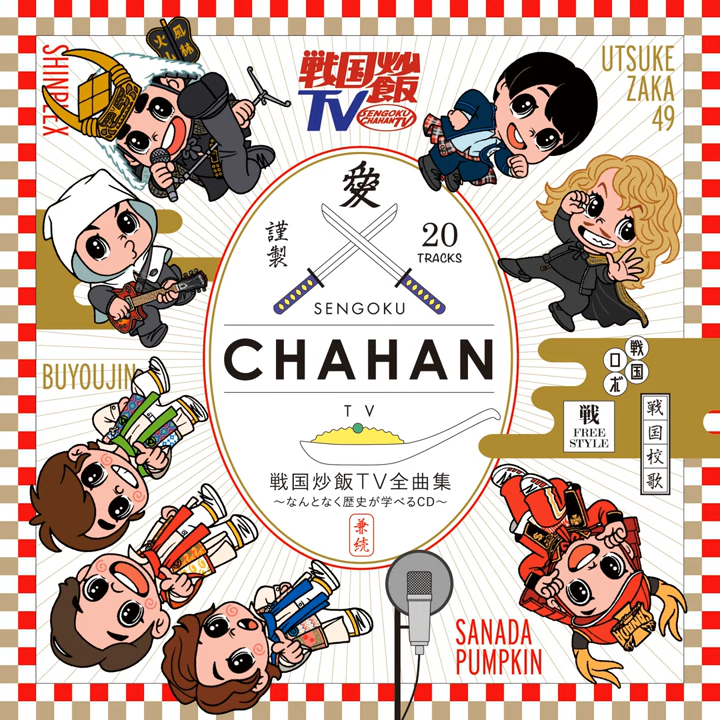 SHINPLEX
風林
火山
戦国炒飯
TV
SENGOKU
CHAHAN TV
UTSUKE
ZAKA
49
愛
謹製
20
TRACKS
SENGOKU
CHAHAN
TV
戦国炒飯TV全曲集
〜なんとなく歴史が学べるCD〜
兼続
BUYOUJIN
戦国
ロボ
戦
FREE
STYLE
戦国校歌
SANADA
PUMPKIN